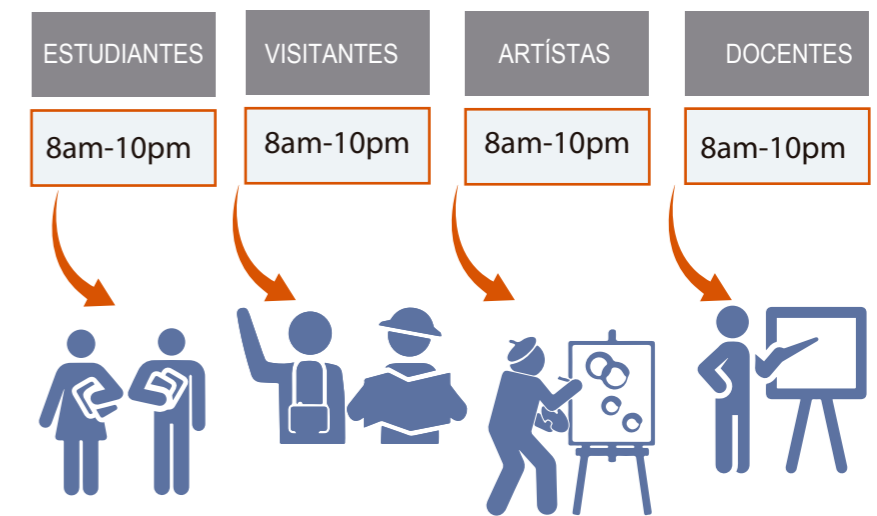 ESTUDIANTES
VISITANTES
ARTÍSTAS
DOCENTES
8am-10pm
8am-10pm
8am-10pm
8am-10pm